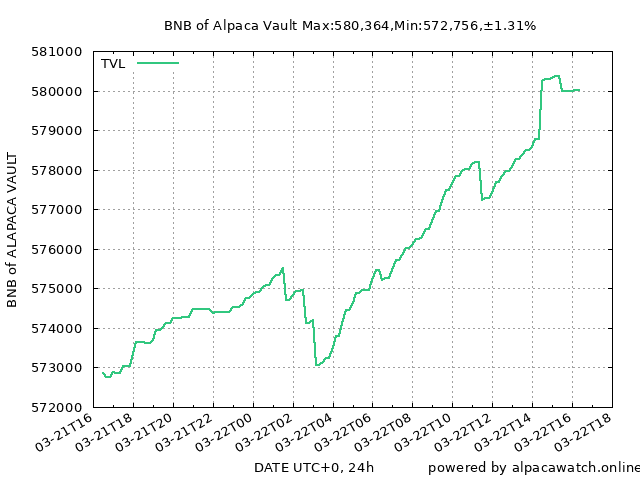 BNB of Alpaca Vault Max:580,364,Min:572,756,±1.31%
TVL
581000
580000
579000
578000
577000
576000
575000
574000
573000
572000
BNB of ALAPACA VAULT
03-21T16
03-21T18
03-21T20
03-21T22
03-22T00
03-22T02
03-22T04
03-22T06
03-22T08
03-22T10
03-22T12
03-22T14
03-22T16
03-22T18
DATE UTC+0, 24h
powered by alpacawatch.online